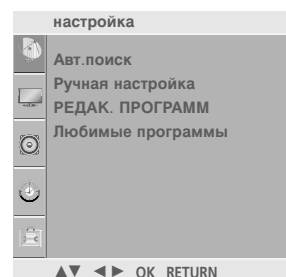 настройка
Авт.поиск
Ручная настройка
РЕДАК. ПРОГРАММ
Любимые программы
▲▼ ◄► OK RETURN